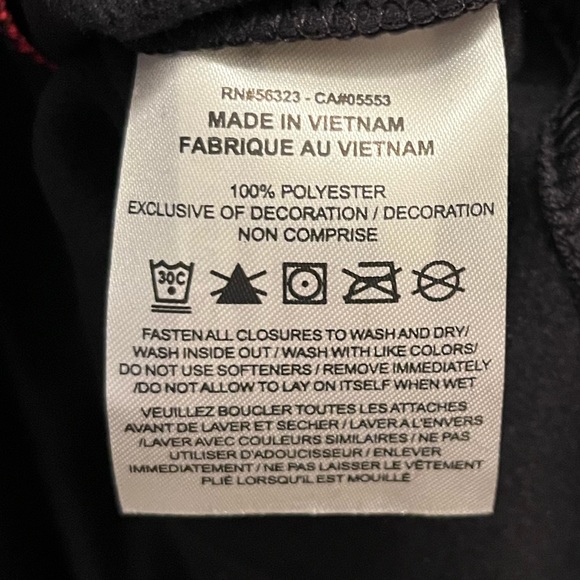 RN#56323 - CA#05553
MADE IN VIETNAM
FABRIQUE AU VIETNAM
100% POLYESTER
EXCLUSIVE OF DECORATION / DECORATION
NON COMPRISE
30C
FASTEN ALL CLOSURES TO WASH AND DRY/
WASH INSIDE OUT / WASH WITH LIKE COLORS/
DO NOT USE SOFTENERS / REMOVE IMMEDIATELY
/DO NOT ALLOW TO LAY ON ITSELF WHEN WET
VEUILLEZ BOUCLER TOUTES LES ATTACHES
AVANT DE LAVER ET SECHER / LAVER A L'ENVERS
/LAVER AVEC COULEURS SIMILAIRES / NE PAS
UTILISER D'ADOUCISSEUR / ENLEVER
IMMEDIATEMENT / NE PAS LAISSER LE VÊTEMENT
PLIÉ LORSQU'IL EST MOUILLÉ